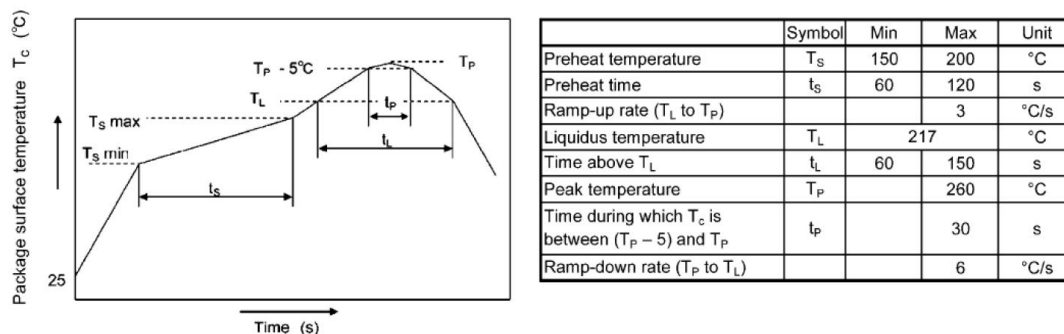 Package surface temperature T_C (°C)
T_P
T_P - 5°C
T_L
t_P
T_S max
t_L
T_S min
t_S
25
Time (s)
Symbol Min Max Unit
Preheat temperature T_S 150 200 °C
Preheat time t_S 60 120 s
Ramp-up rate (T_L to T_P) 3 °C/s
Liquidus temperature T_L 217 °C
Time above T_L t_L 60 150 s
Peak temperature T_P 260 °C
Time during which T_c is
between (T_P – 5) and T_P t_P 30 s
Ramp-down rate (T_P to T_L) 6 °C/s